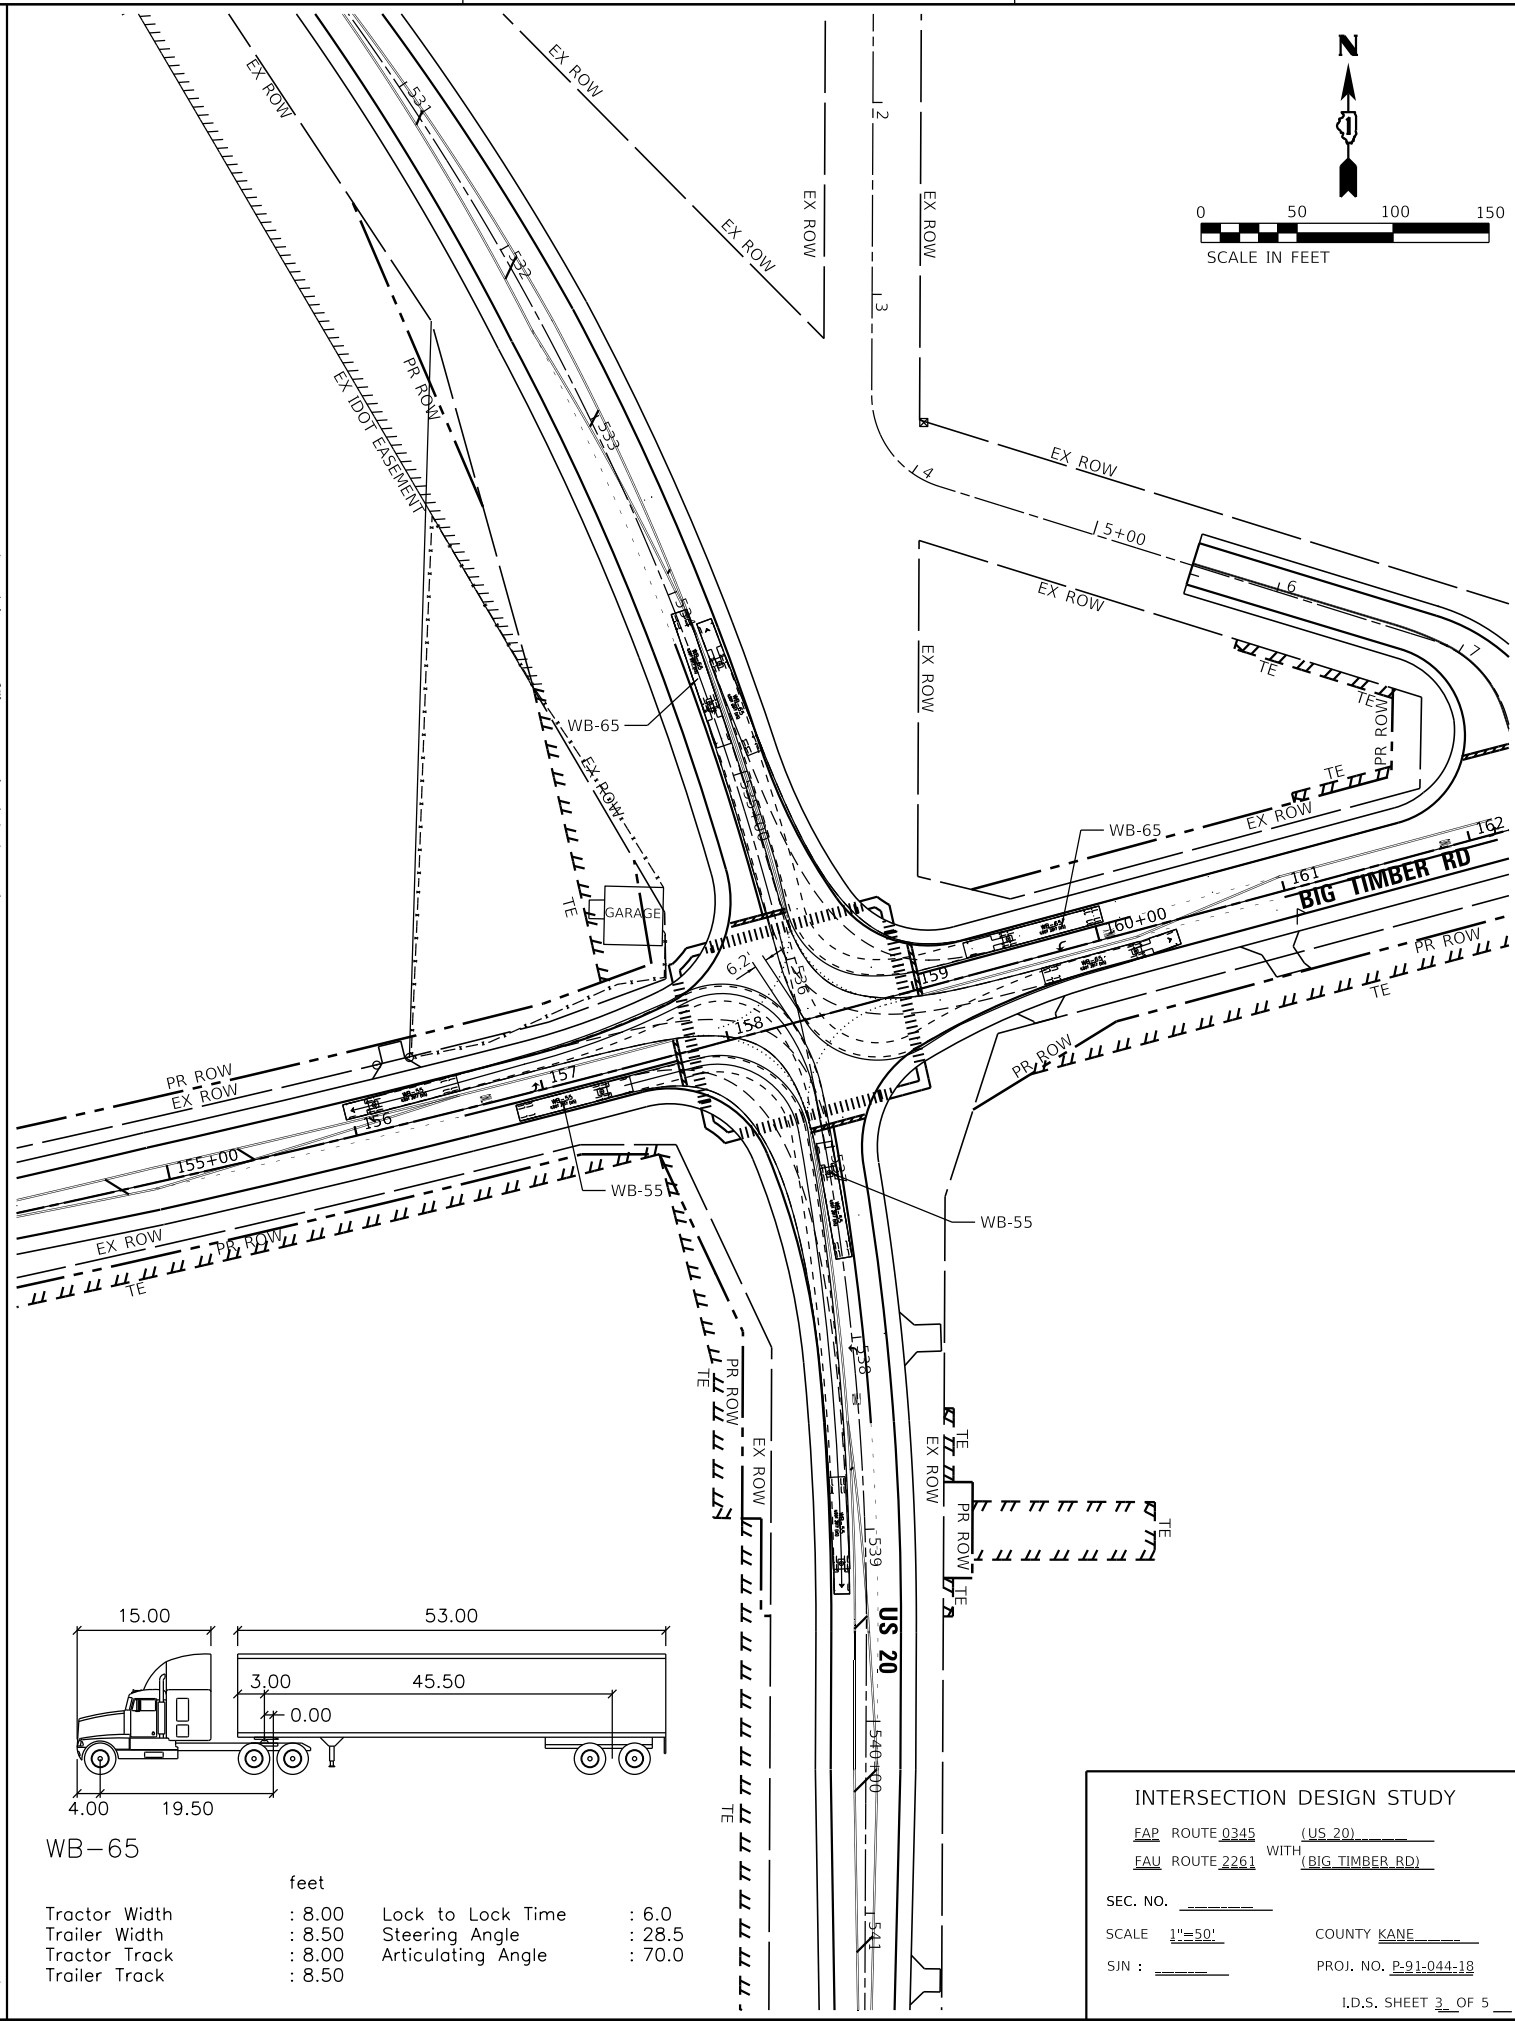 N
1
0 50 100 150
SCALE IN FEET
EX ROW
EX ROW
EX ROW
EX ROW
EX ROW
531
532
533
534
2
3
4
5+00
6
7
PR ROW
EX IDOT EASEMENT
EX ROW
EX ROW
EX ROW
TE
TE
PR ROW
TE
EX ROW
WB-65
WB-65
535+00
EX ROW
TE
GARAGE
162
161
BIG TIMBER RD
160+00
159
PR ROW
TE
6.2'
536
158
157
156
155+00
PR ROW
EX ROW
PR ROW
WB-55
WB-55
EX ROW
PR ROW
TE
538
TE
PR ROW
EX ROW
EX ROW
TE
PR ROW
TE
TE
539
US 20
540+00
541
TE
15.00 53.00
3.00 45.50
0.00
4.00 19.50
WB-65
feet
Tractor Width : 8.00 Lock to Lock Time : 6.0
Trailer Width : 8.50 Steering Angle : 28.5
Tractor Track : 8.00 Articulating Angle : 70.0
Trailer Track : 8.50
INTERSECTION DESIGN STUDY
FAP ROUTE 0345 (US 20)
WITH
FAU ROUTE 2261 (BIG TIMBER RD)
SEC. NO.
SCALE 1"=50' COUNTY KANE
SJN : PROJ. NO. P-91-044-18
I.D.S. SHEET 3 OF 5